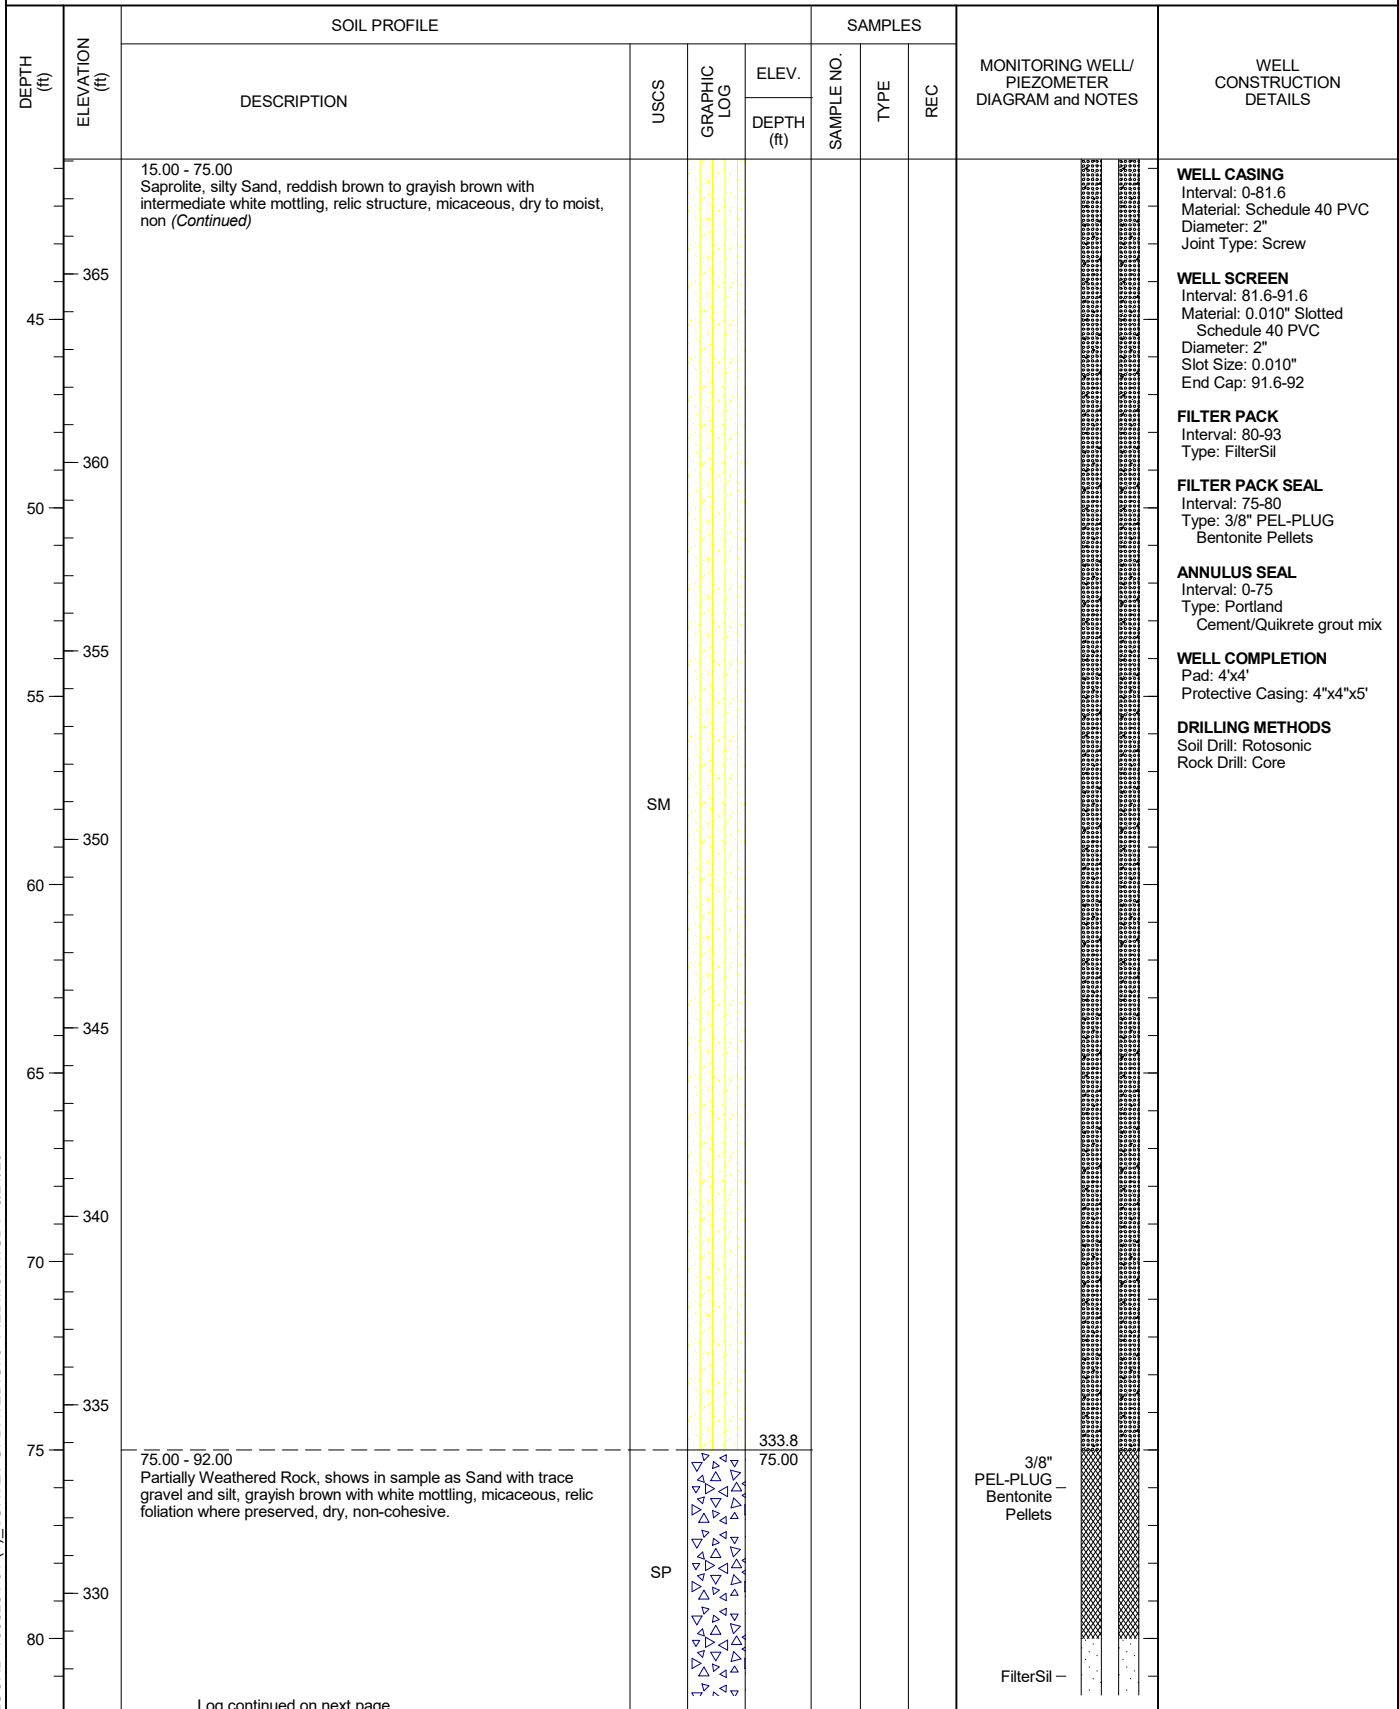 DEPTH
(ft)
ELEVATION
(ft)
SOIL PROFILE
DESCRIPTION
USCS
GRAPHIC
LOG
ELEV.
DEPTH
(ft)
SAMPLES
SAMPLE NO.
TYPE
REC
MONITORING WELL/
PIEZOMETER
DIAGRAM and NOTES
WELL
CONSTRUCTION
DETAILS
45
50
55
60
65
70
75
80
365
360
355
350
345
340
335
330
15.00 - 75.00
Saprolite, silty Sand, reddish brown to grayish brown with
intermediate white mottling, relic structure, micaceous, dry to moist,
non (Continued)
SM
333.8
75.00
75.00 - 92.00
Partially Weathered Rock, shows in sample as Sand with trace
gravel and silt, grayish brown with white mottling, micaceous, relic
foliation where preserved, dry, non-cohesive.
SP
Log continued on next page
3/8"
PEL-PLUG
Bentonite
Pellets
FilterSil
WELL CASING
Interval: 0-81.6
Material: Schedule 40 PVC
Diameter: 2"
Joint Type: Screw
WELL SCREEN
Interval: 81.6-91.6
Material: 0.010" Slotted
Schedule 40 PVC
Diameter: 2"
Slot Size: 0.010"
End Cap: 91.6-92
FILTER PACK
Interval: 80-93
Type: FilterSil
FILTER PACK SEAL
Interval: 75-80
Type: 3/8" PEL-PLUG
Bentonite Pellets
ANNULUS SEAL
Interval: 0-75
Type: Portland
Cement/Quikrete grout mix
WELL COMPLETION
Pad: 4'x4'
Protective Casing: 4"x4"x5'
DRILLING METHODS
Soil Drill: Rotosonic
Rock Drill: Core